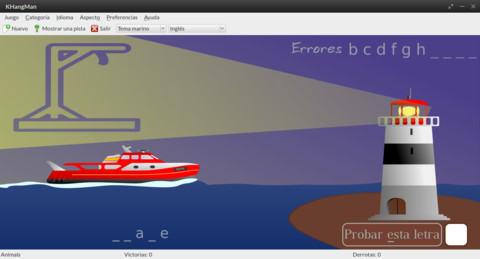 KHangMan
Juego Categoría Idioma Aspecto Preferencias Ayuda
Nuevo Mostrar una pista Salir Tema marino Inglés
Errores b c d f g h _ _ _ _
_ _ a _ e
Probar esta letra
Animals Victorias: 0 Derrotas: 0